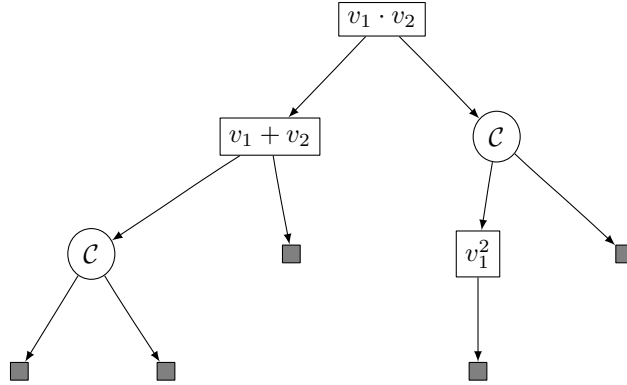 v₁ · v₂
v₁ + v₂
𝒞
𝒞
v₁²